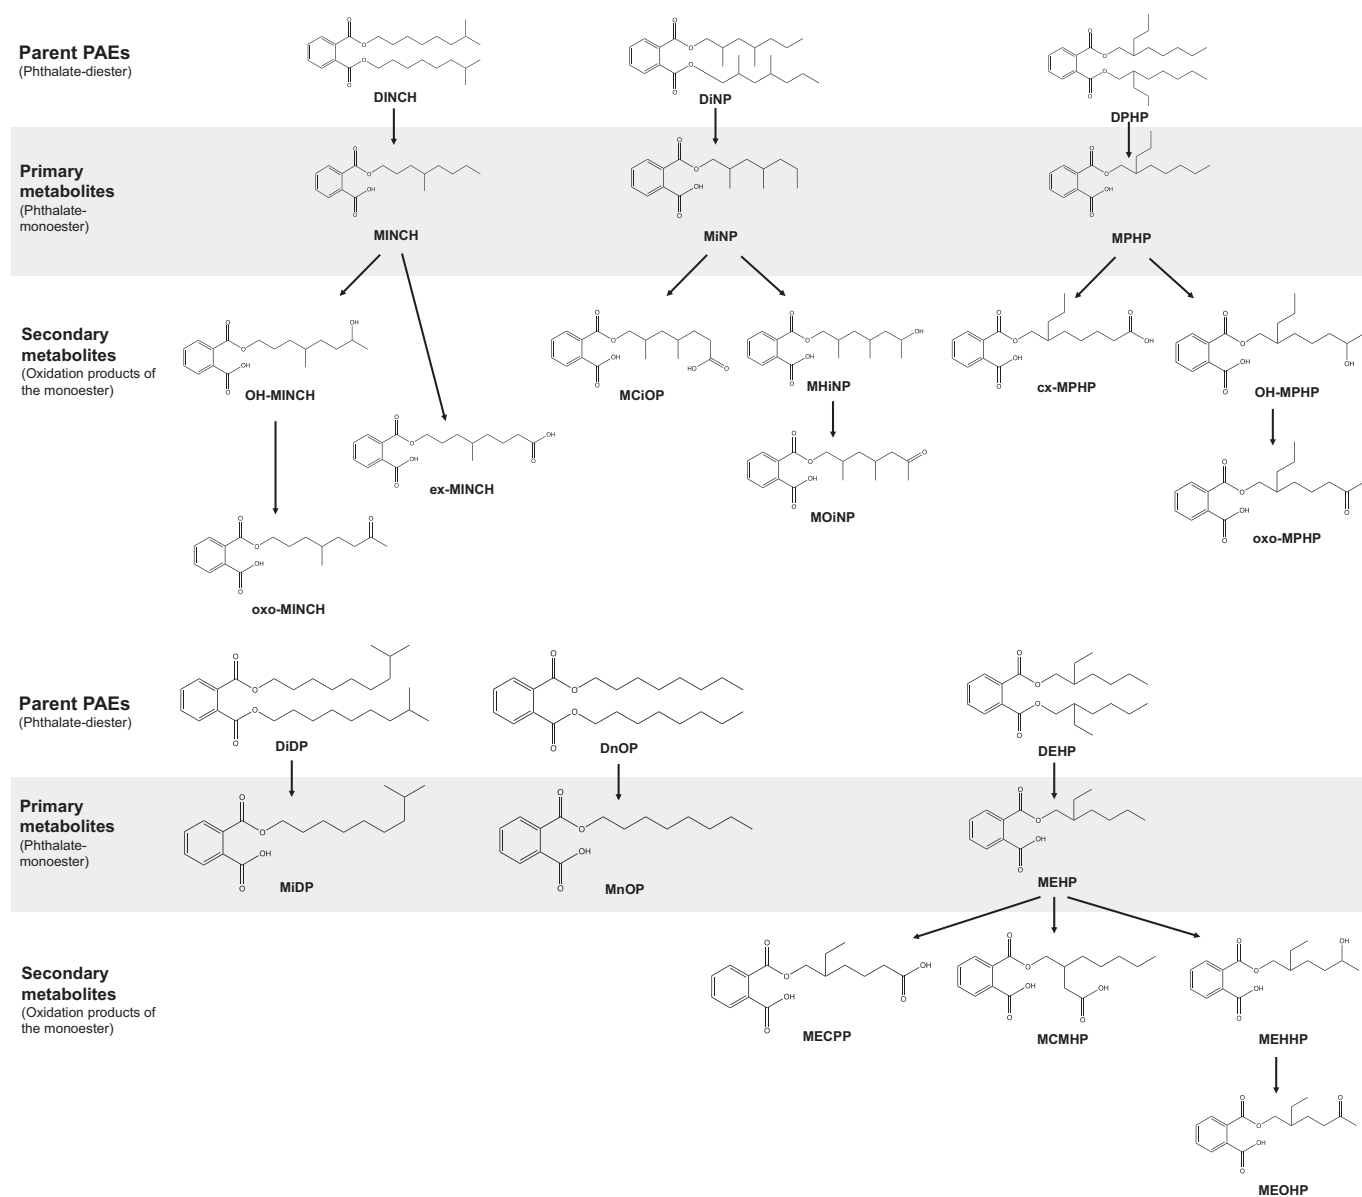 Parent PAEs
(Phthalate-diester)
DINCH
DiNP
DPHP
Primary
metabolites
(Phthalate-
monoester)
MINCH
MiNP
MPHP
Secondary
metabolites
(Oxidation products of
the monoester)
OH-MINCH
MCiOP
MHiNP
cx-MPHP
OH-MPHP
ex-MINCH
MOiNP
oxo-MPHP
oxo-MINCH
Parent PAEs
(Phthalate-diester)
DiDP
DnOP
DEHP
Primary
metabolites
(Phthalate-
monoester)
MiDP
MnOP
MEHP
Secondary
metabolites
(Oxidation products of
the monoester)
MECPP
MCMHP
MEHHP
MEOHP